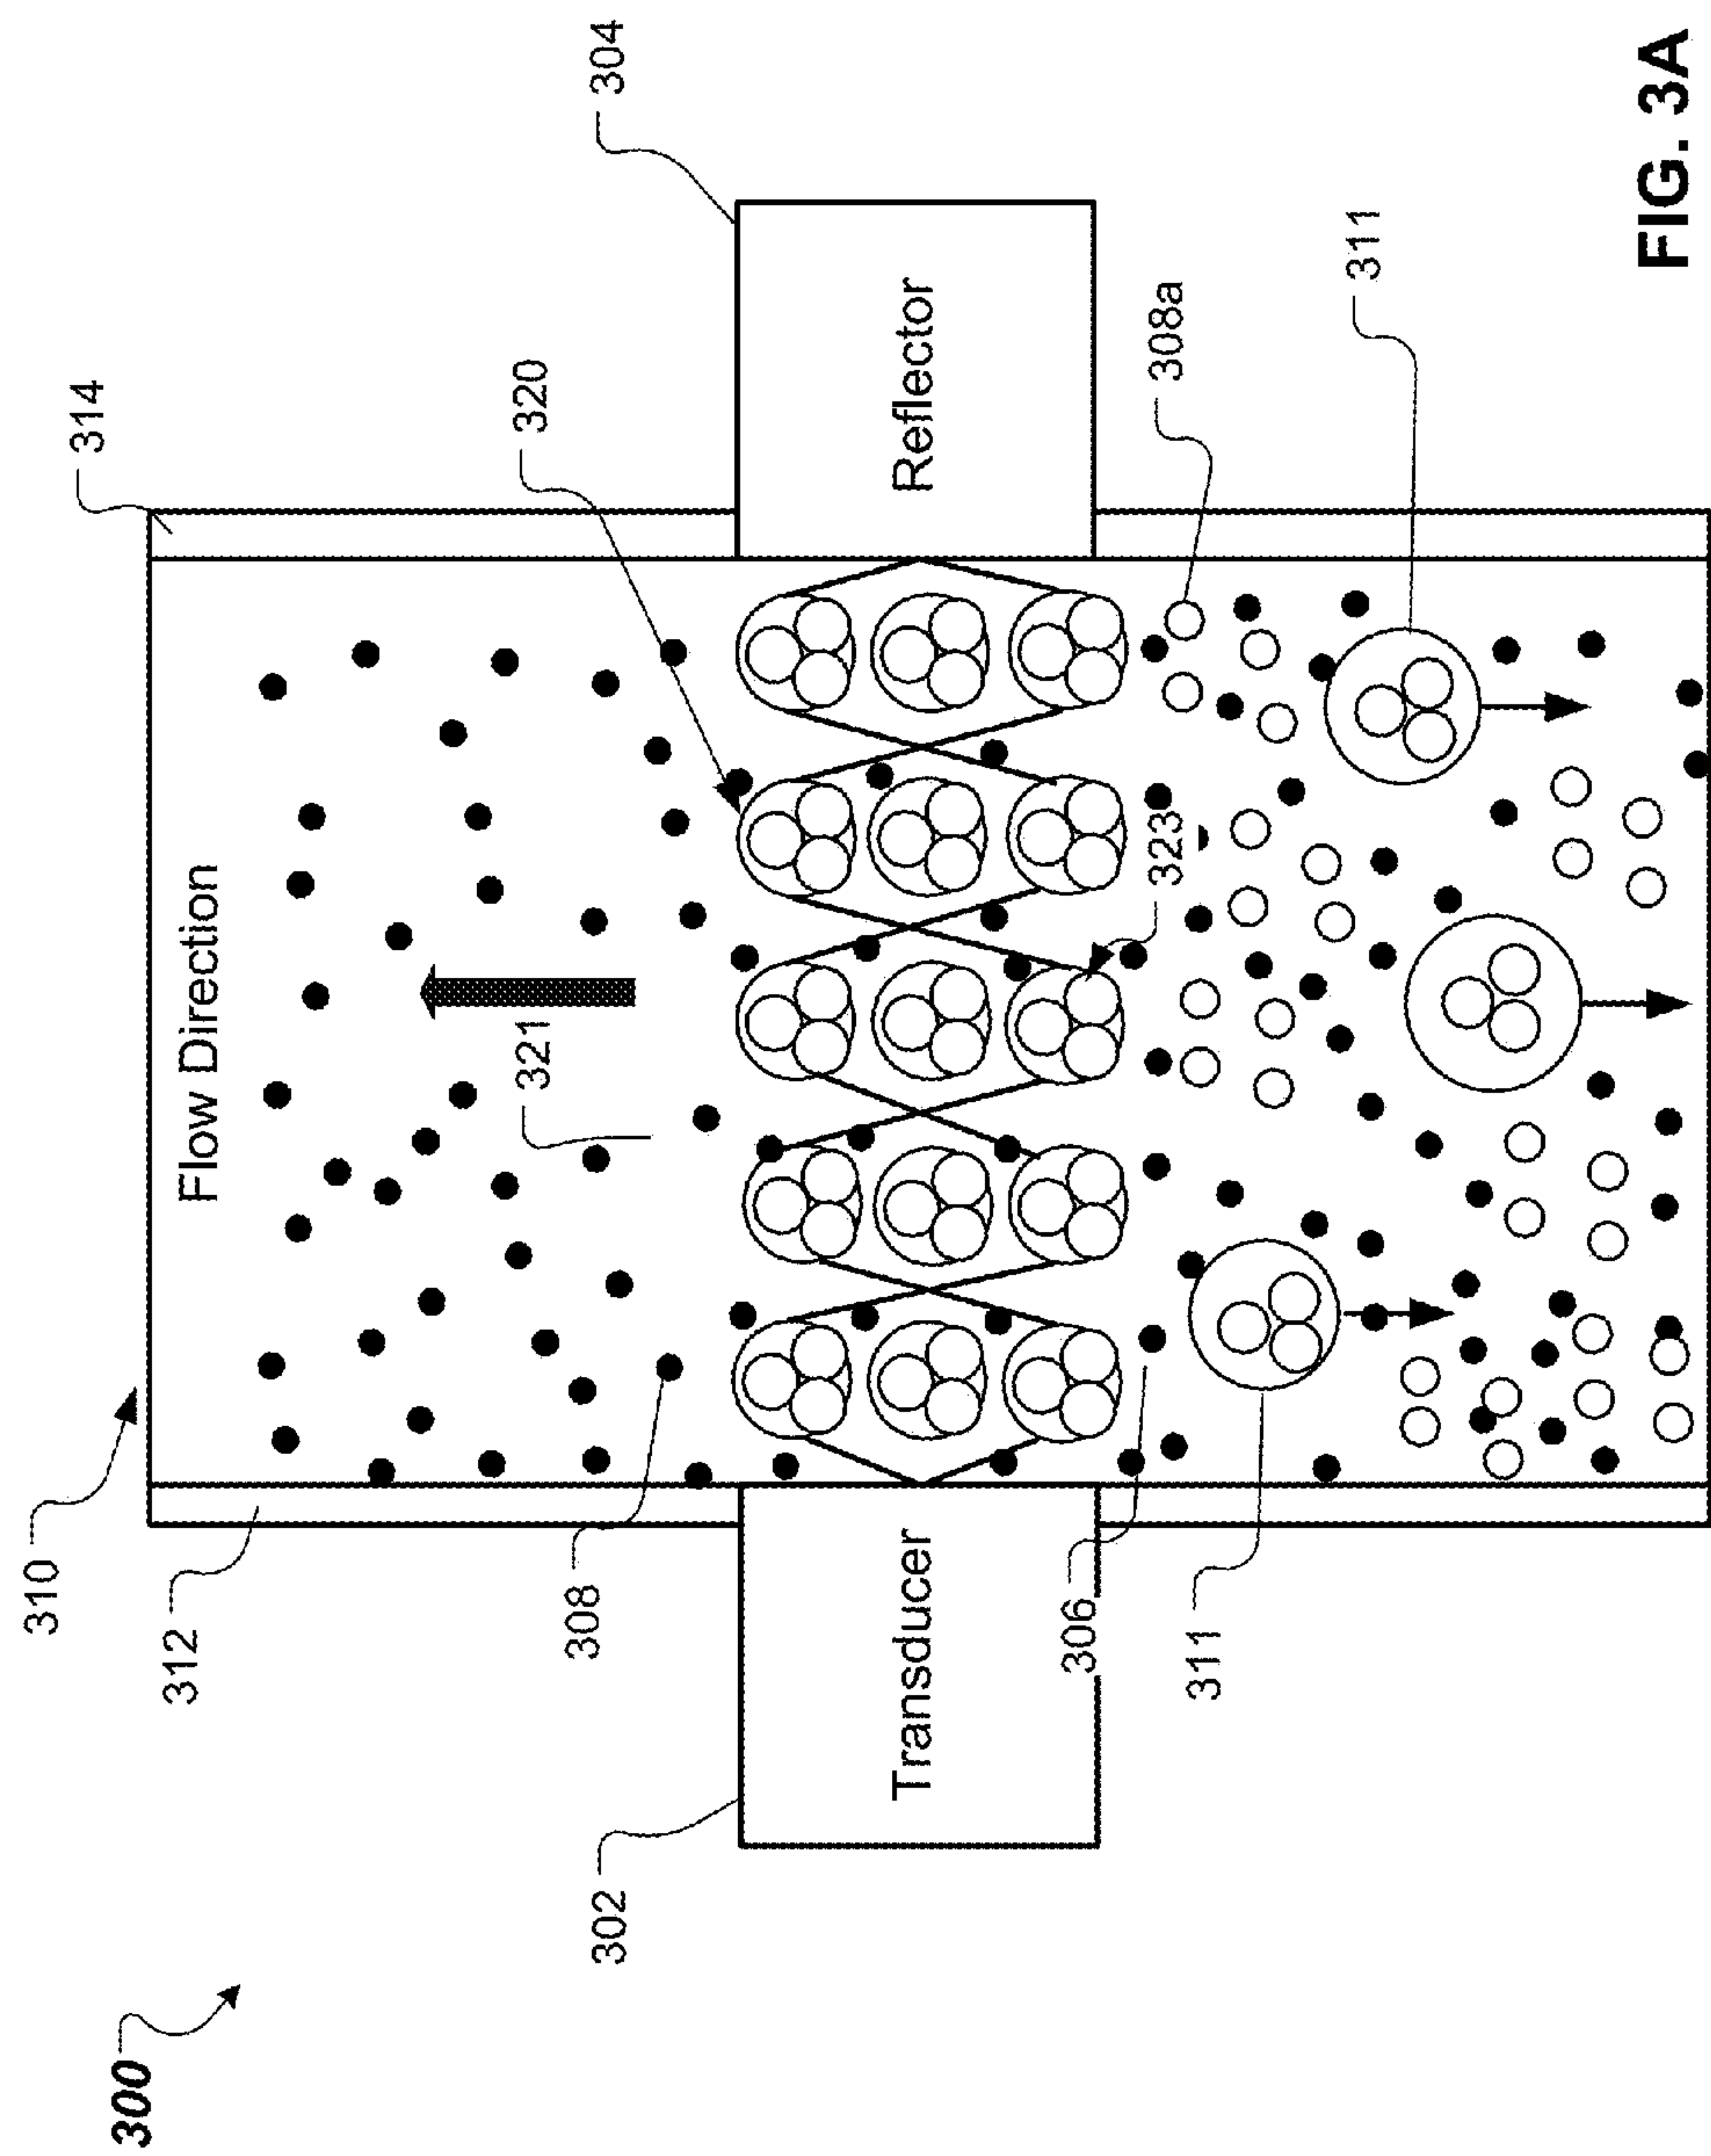 310
314
300
312
Flow Direction
321
320
308
302
304
Transducer
Reflector
306
323
308a
311
311
FIG. 3A